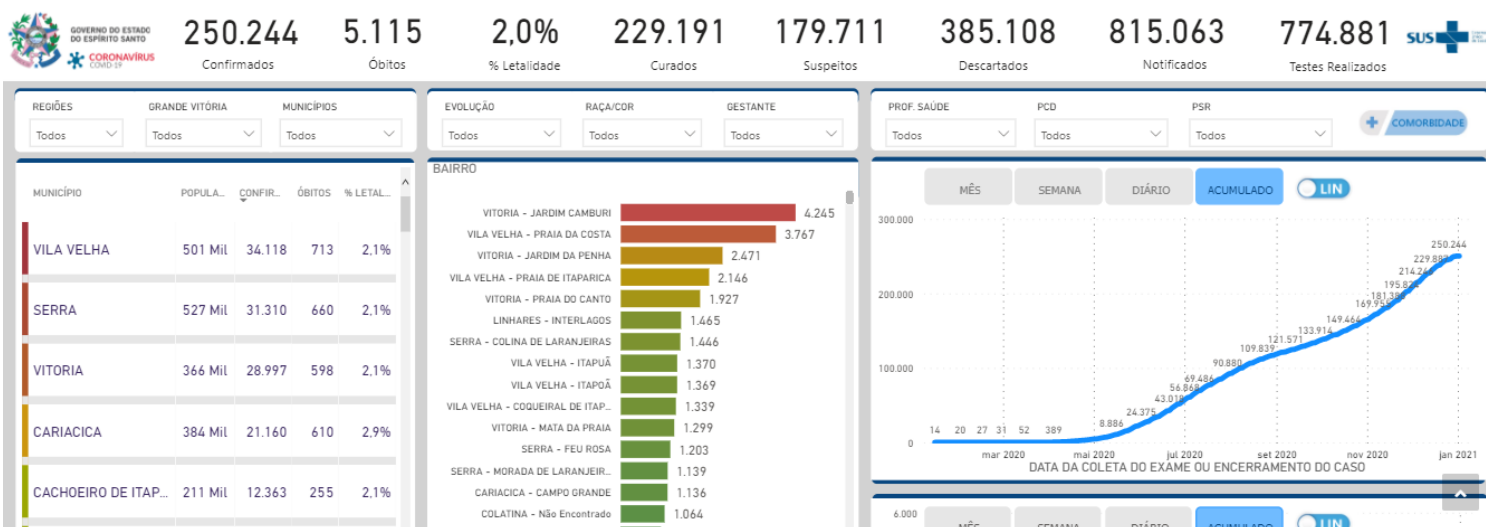 GOVERNO DO ESTADO
DO ESPÍRITO SANTO
CORONAVÍRUS
COVID-19
250.244
Confirmados
5.115
Óbitos
2,0%
% Letalidade
229.191
Curados
179.711
Suspeitos
385.108
Descartados
815.063
Notificados
774.881
Testes Realizados
SUS
REGIÕES GRANDE VITÓRIA MUNICÍPIOS
Todos Todos Todos
EVOLUÇÃO RAÇA/COR GESTANTE
Todos Todos Todos
PROF. SAÚDE PCD PSR
Todos Todos Todos
+ COMORBIDADE
MUNICÍPIO POPULA... CONFIR... ÓBITOS % LETAL...
VILA VELHA 501 Mil 34.118 713 2,1%
SERRA 527 Mil 31.310 660 2,1%
VITORIA 366 Mil 28.997 598 2,1%
CARIACICA 384 Mil 21.160 610 2,9%
CACHOEIRO DE ITAP... 211 Mil 12.363 255 2,1%
BAIRRO
VITORIA - JARDIM CAMBURI 4.245
VILA VELHA - PRAIA DA COSTA 3.767
VITORIA - JARDIM DA PENHA 2.471
VILA VELHA - PRAIA DE ITAPARICA 2.146
VITORIA - PRAIA DO CANTO 1.927
LINHARES - INTERLAGOS 1.465
SERRA - COLINA DE LARANJEIRAS 1.446
VILA VELHA - ITAPUÃ 1.370
VILA VELHA - ITAPOÃ 1.369
VILA VELHA - COQUEIRAL DE ITAP... 1.339
VITORIA - MATA DA PRAIA 1.299
SERRA - FEU ROSA 1.203
SERRA - MORADA DE LARANJEIR... 1.139
CARIACICA - CAMPO GRANDE 1.136
COLATINA - Não Encontrado 1.064
MÊS SEMANA DIÁRIO ACUMULADO LIN
300.000
200.000
100.000
0
14 20 27 31 52 389 8.886 24.375 43.018 56.868 69.486 90.880 109.839 121.571 133.914 149.464 169.955 181.383 195.824 214.24 229.887 250.244
mar 2020 mai 2020 jul 2020 set 2020 nov 2020 jan 2021
DATA DA COLETA DO EXAME OU ENCERRAMENTO DO CASO
6.000
MÊS SEMANA DIÁRIO ACUMULADO LIN